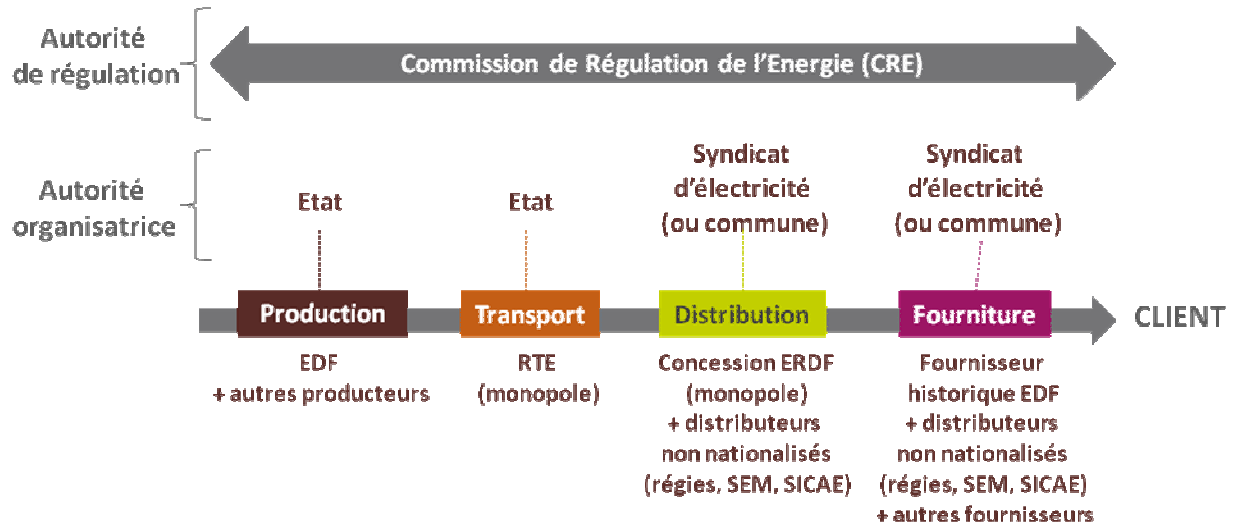 Autorité
de régulation
Commission de Régulation de l'Energie (CRE)
Autorité
organisatrice
Etat
Etat
Syndicat
d'électricité
(ou commune)
Syndicat
d'électricité
(ou commune)
Production
Transport
Distribution
Fourniture
CLIENT
EDF
+ autres producteurs
RTE
(monopole)
Concession ERDF
(monopole)
+ distributeurs
non nationalisés
(régies, SEM, SICAE)
Fournisseur
historique EDF
+ distributeurs
non nationalisés
(régies, SEM, SICAE)
+ autres fournisseurs